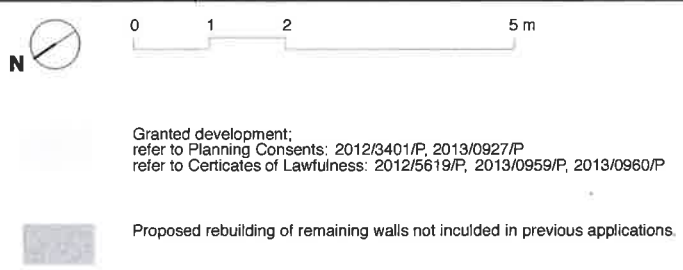 0 1 2 5 m
N
Granted development;
refer to Planning Consents: 2012/3401/P, 2013/0927/P
refer to Certicates of Lawfulness: 2012/5619/P, 2013/0959/P, 2013/0960/P
Proposed rebuilding of remaining walls not inculded in previous applications.